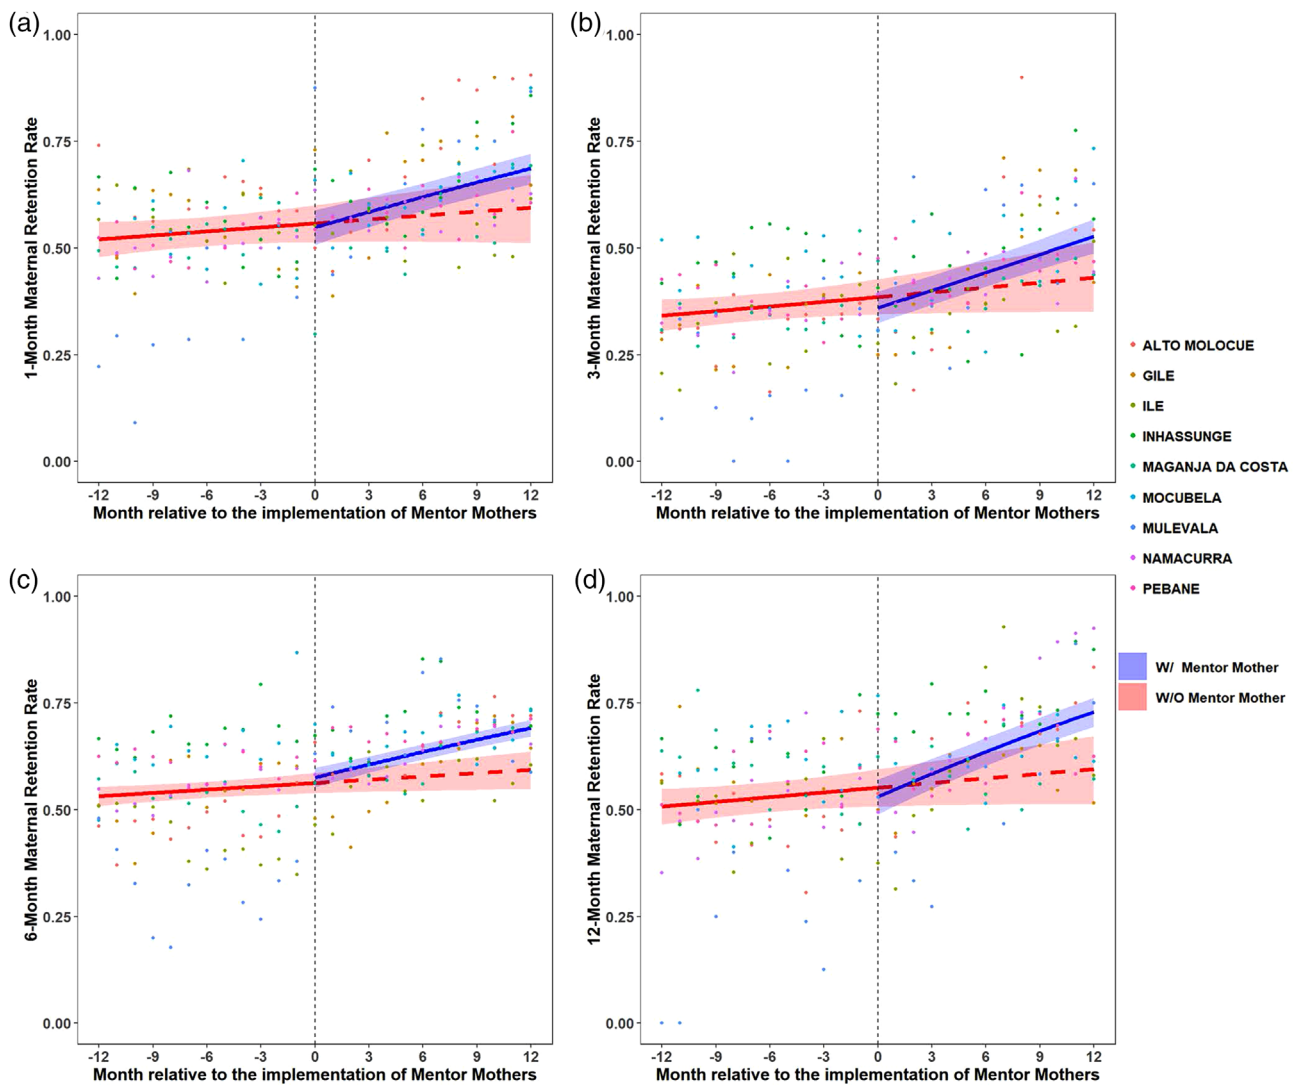 (a)
1-Month Maternal Retention Rate
1.00
0.75
0.50
0.25
0.00
-12 -9 -6 -3 0 3 6 9 12
Month relative to the implementation of Mentor Mothers
(b)
3-Month Maternal Retention Rate
1.00
0.75
0.50
0.25
0.00
-12 -9 -6 -3 0 3 6 9 12
Month relative to the implementation of Mentor Mothers
ALTO MOLOCUE
GILE
ILE
INHASSUNGE
MAGANJA DA COSTA
MOCUBELA
MULEVALA
NAMACURRA
PEBANE
(c)
6-Month Maternal Retention Rate
1.00
0.75
0.50
0.25
0.00
-12 -9 -6 -3 0 3 6 9 12
Month relative to the implementation of Mentor Mothers
(d)
12-Month Maternal Retention Rate
1.00
0.75
0.50
0.25
0.00
-12 -9 -6 -3 0 3 6 9 12
Month relative to the implementation of Mentor Mothers
W/ Mentor Mother
W/O Mentor Mother